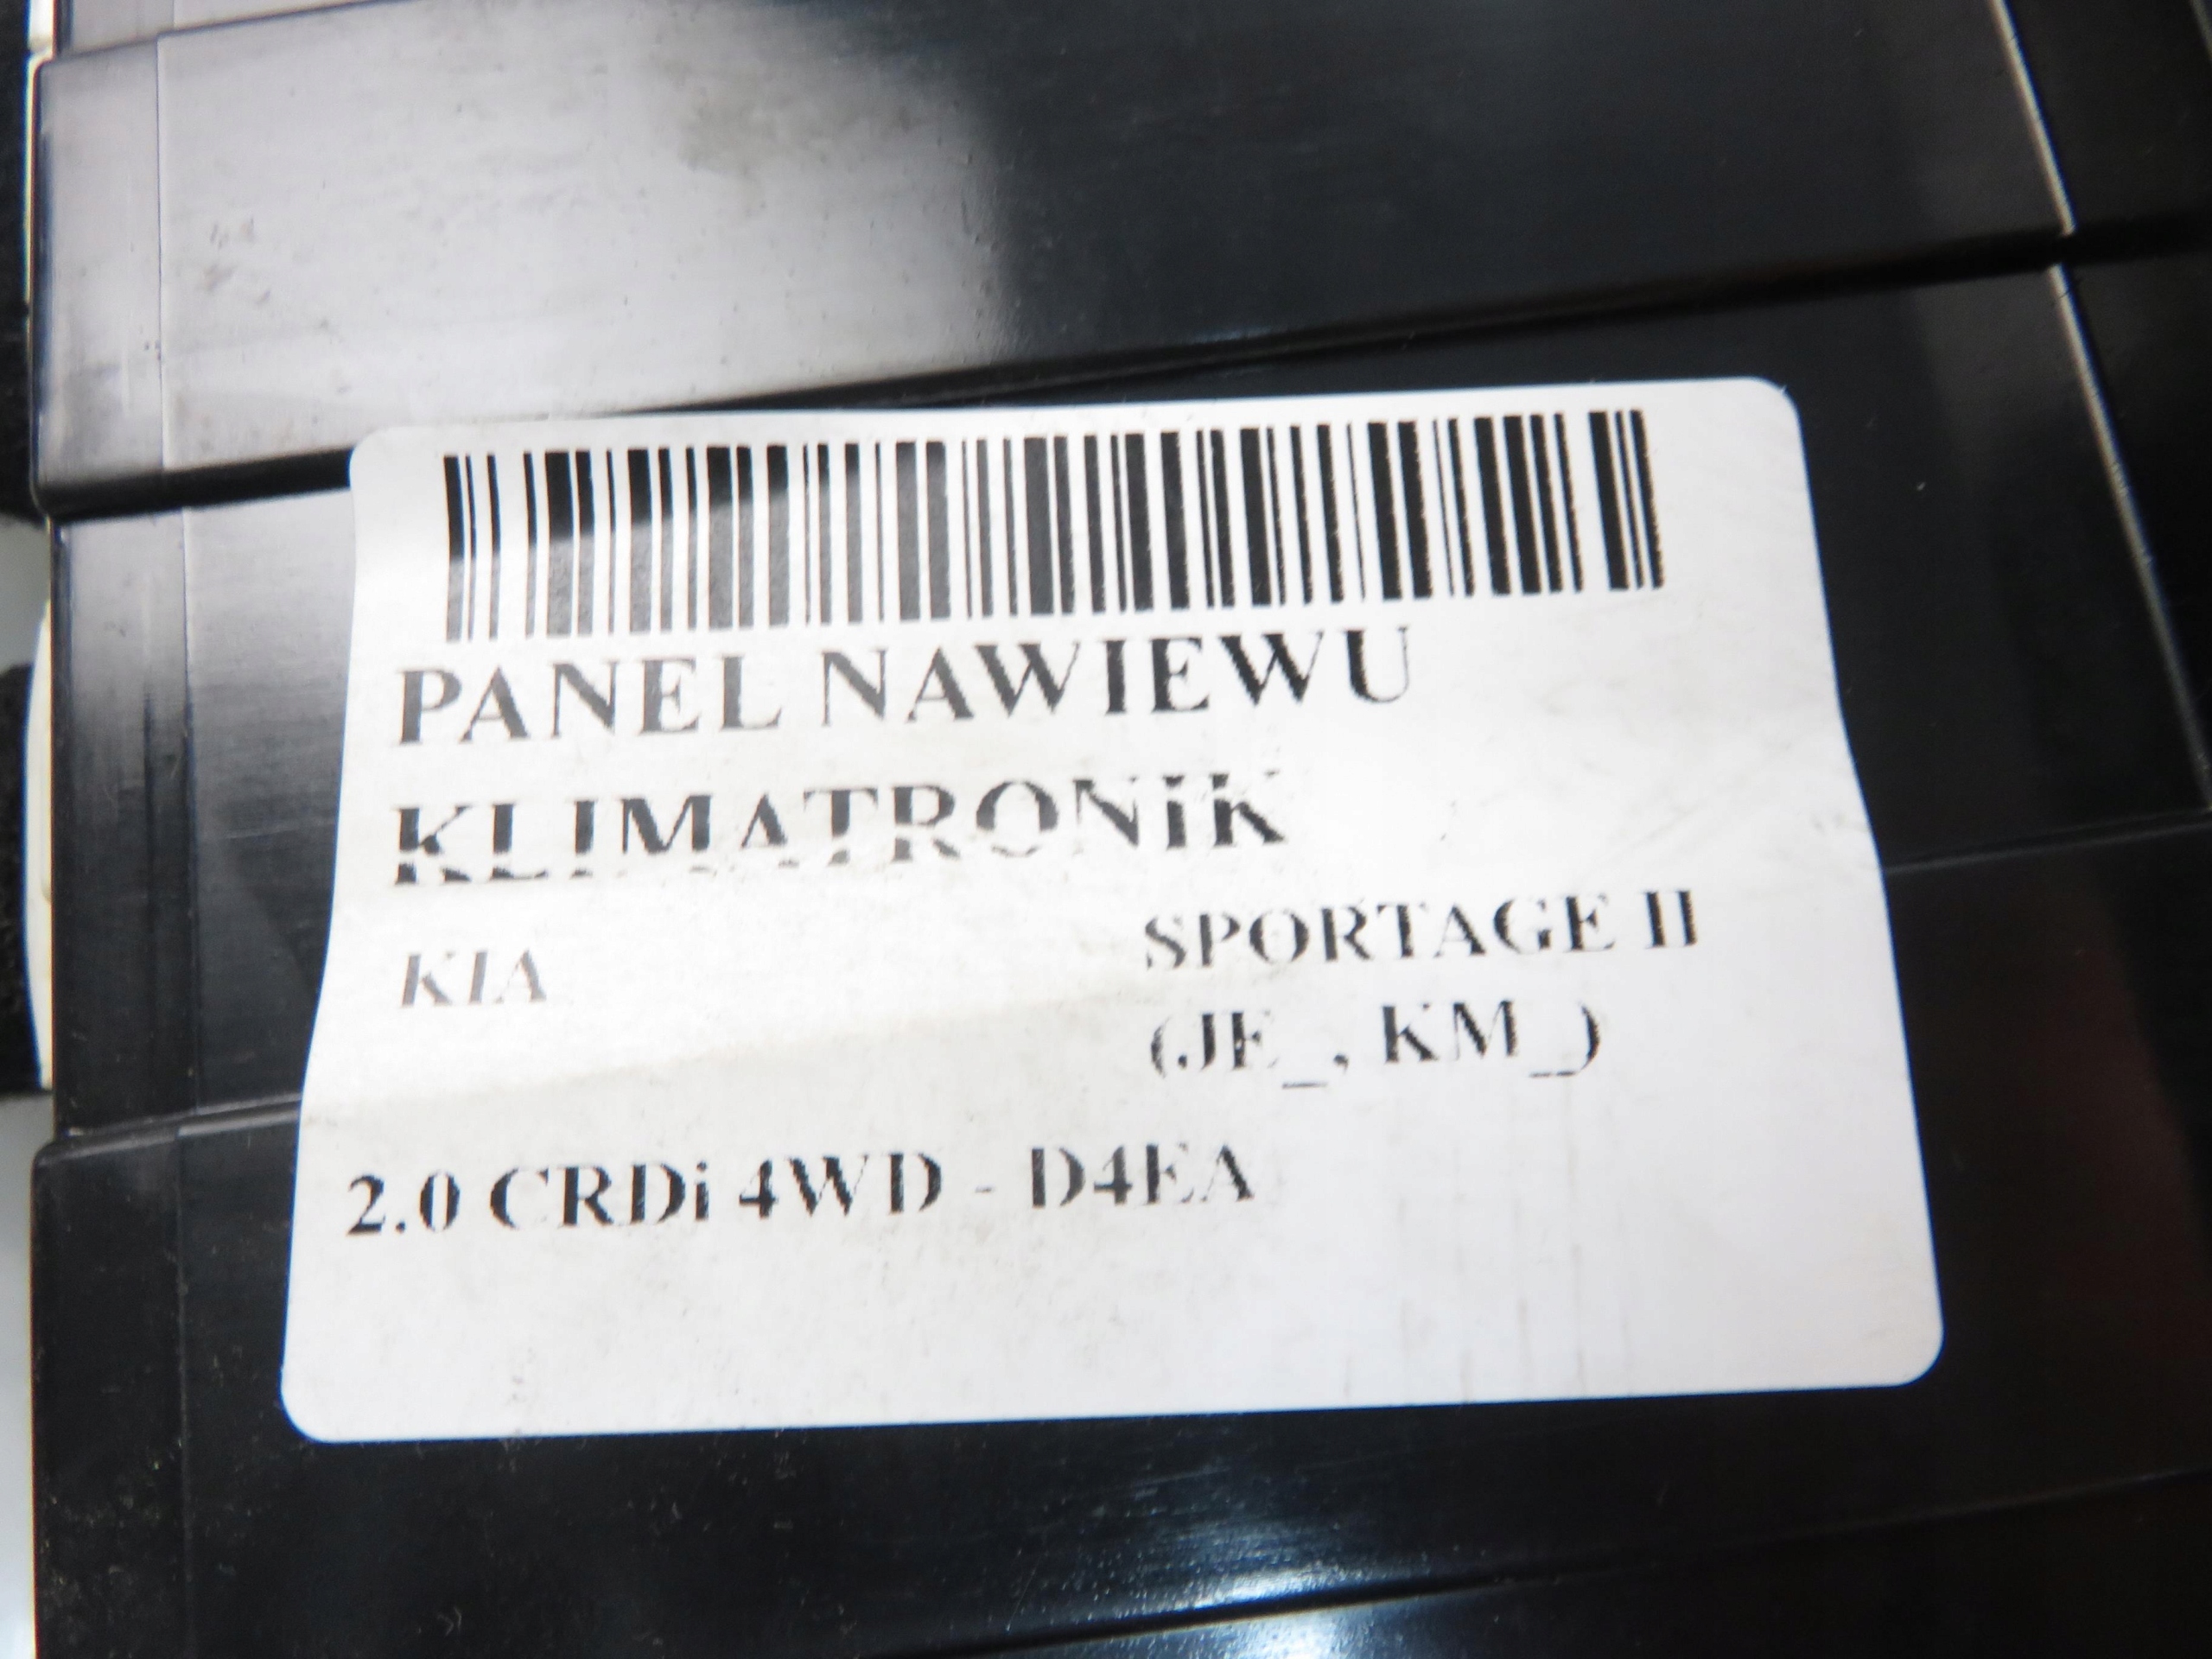 PANEL NAWIEWU
KLIMATRONIK
KIA
SPORTAGE II
(JE_, KM_)
2.0 CRDi 4WD - D4EA